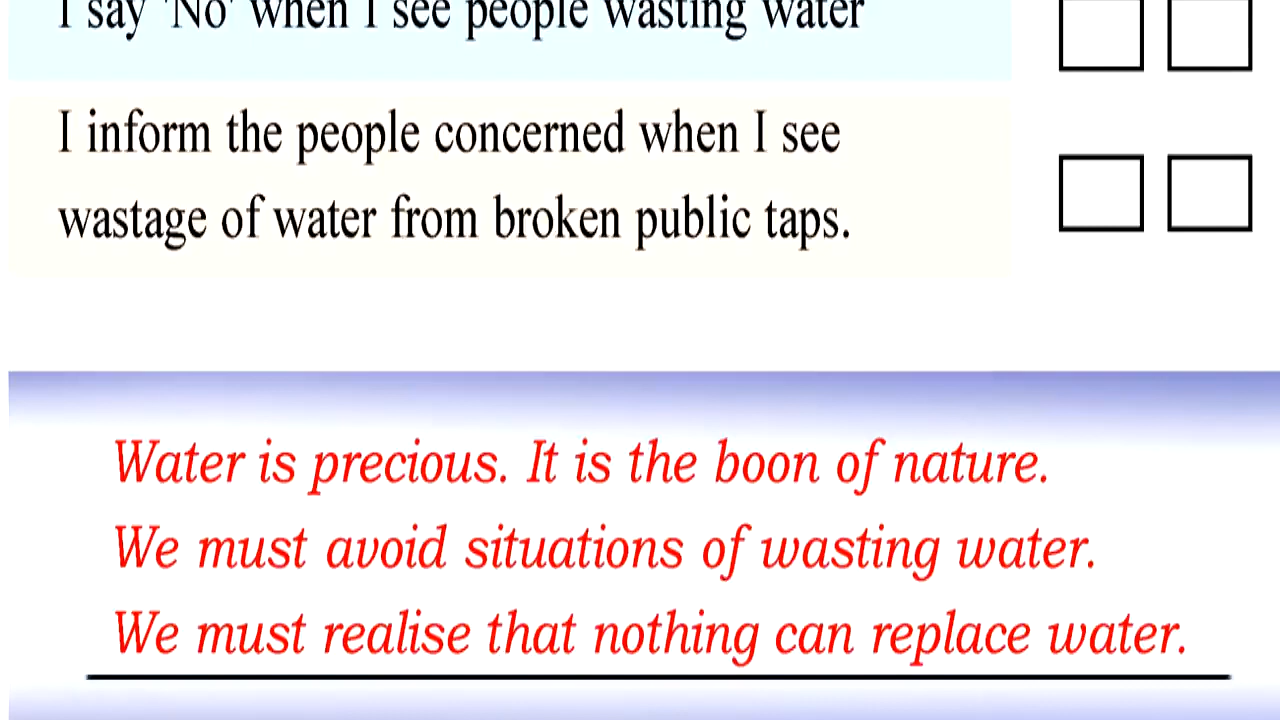 I say 'No' when I see people wasting water
I inform the people concerned when I see
wastage of water from broken public taps.
Water is precious. It is the boon of nature.
We must avoid situations of wasting water.
We must realise that nothing can replace water.